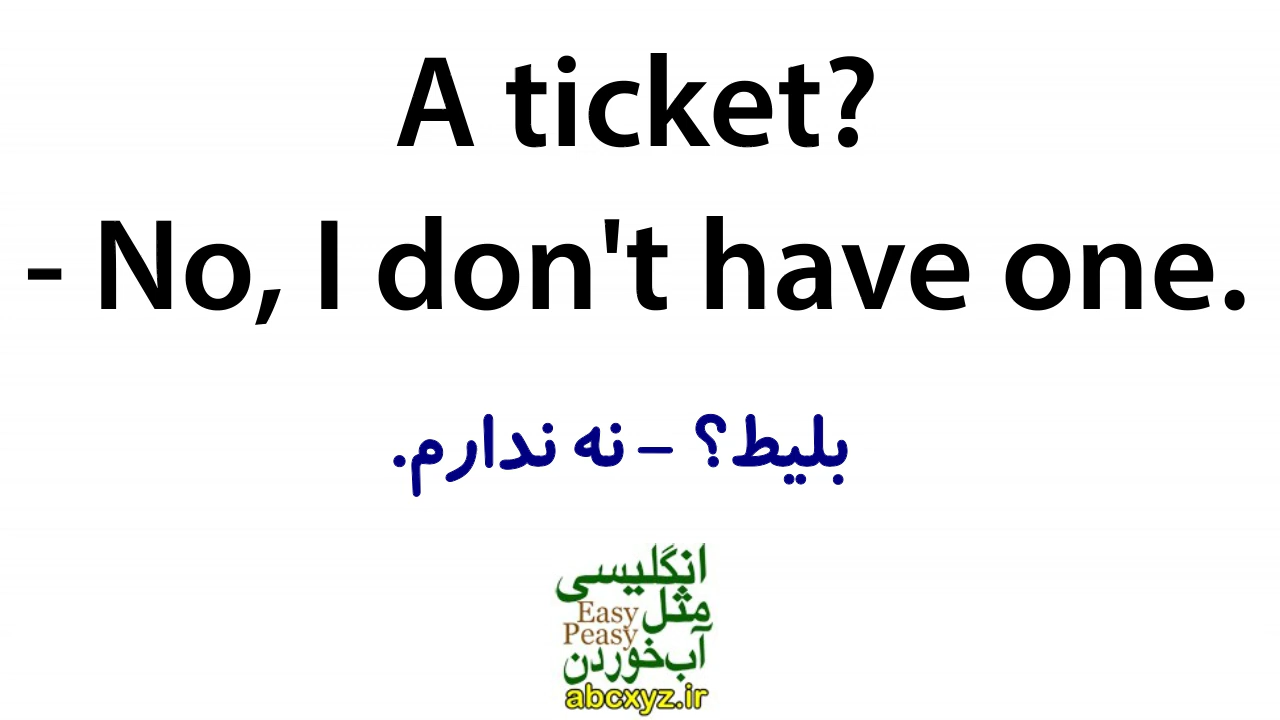 A ticket?
- No, I don't have one.
بلیط؟ – نه ندارم.
انگلیسی
مثل
Easy
Peasy
آب‌خوردن
abcxyz.ir